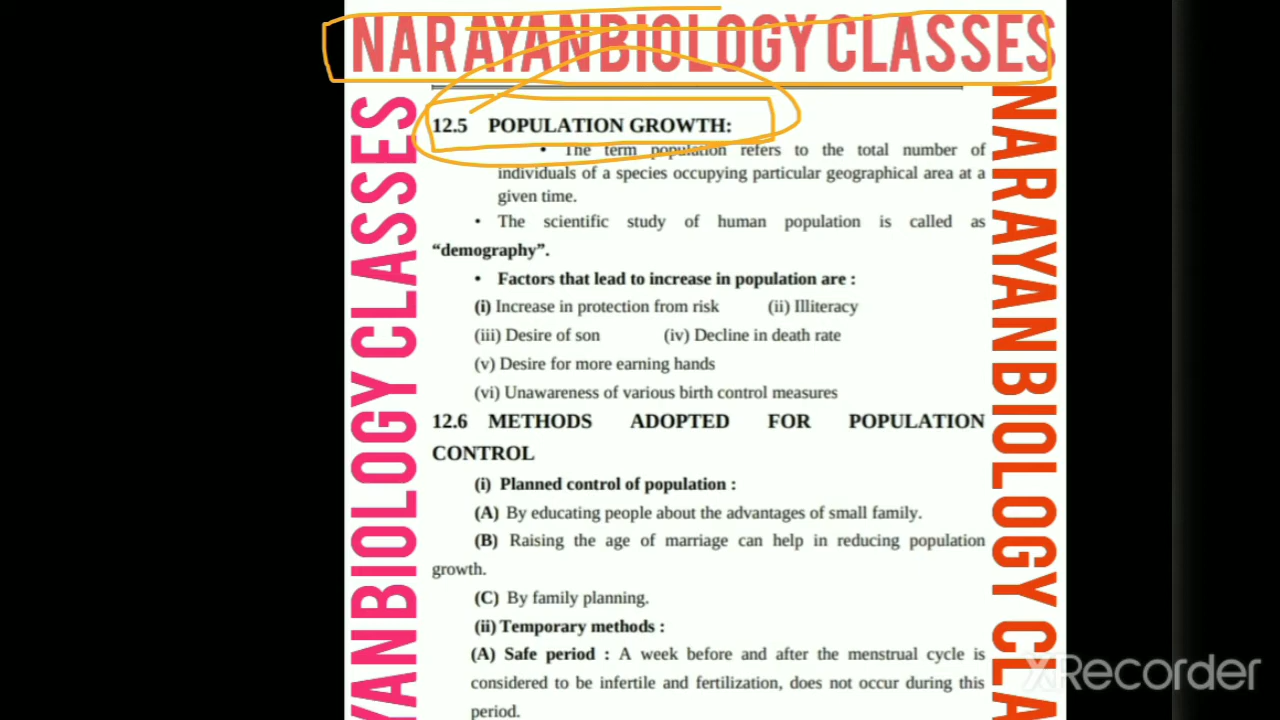 NARAYANBIOLOGY CLASSES
12.5 POPULATION GROWTH:
• The term population refers to the total number of
individuals of a species occupying particular geographical area at a
given time.
• The scientific study of human population is called as
“demography”.
• Factors that lead to increase in population are :
(i) Increase in protection from risk (ii) Illiteracy
(iii) Desire of son (iv) Decline in death rate
(v) Desire for more earning hands
(vi) Unawareness of various birth control measures
12.6 METHODS ADOPTED FOR POPULATION
CONTROL
(i) Planned control of population :
(A) By educating people about the advantages of small family.
(B) Raising the age of marriage can help in reducing population
growth.
(C) By family planning.
(ii) Temporary methods :
(A) Safe period : A week before and after the menstrual cycle is
considered to be infertile and fertilization, does not occur during this
period.
YANBIOLOGY CLASSES
NARAYANBIOLOGY CLA
XRecorder